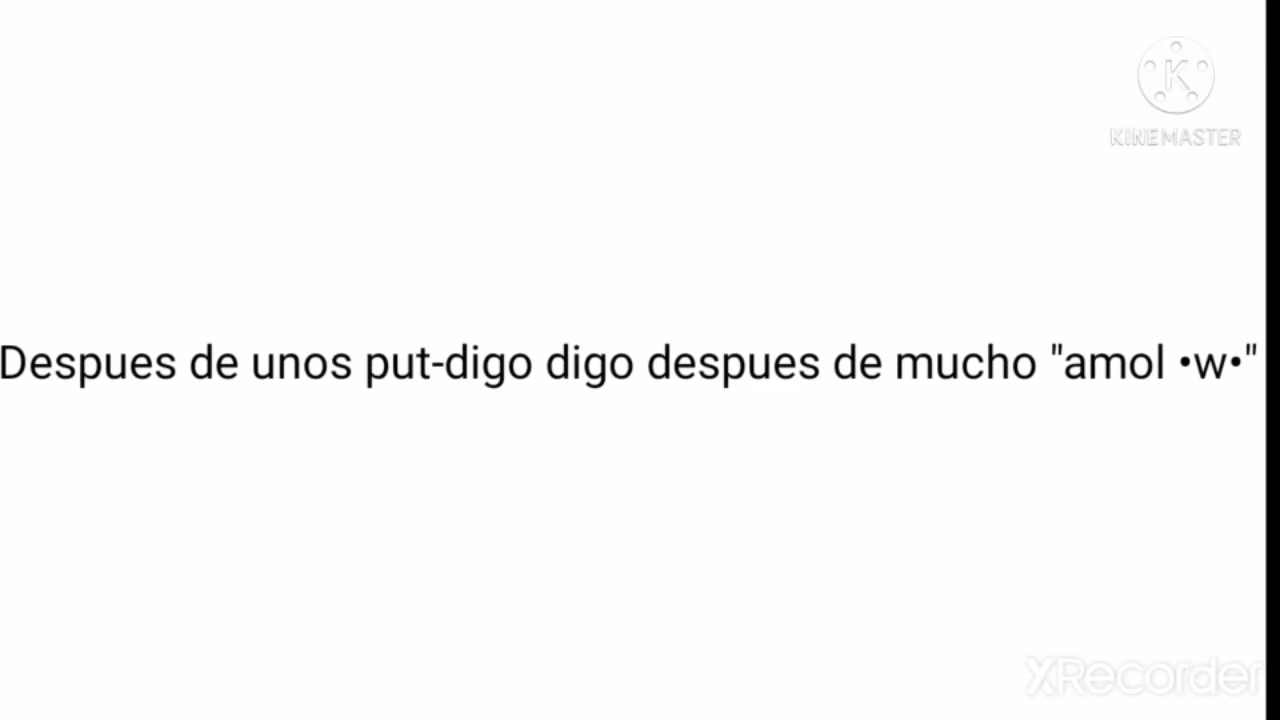 KINEMASTER
Despues de unos put-digo digo despues de mucho "amol •w•"
XRecorder